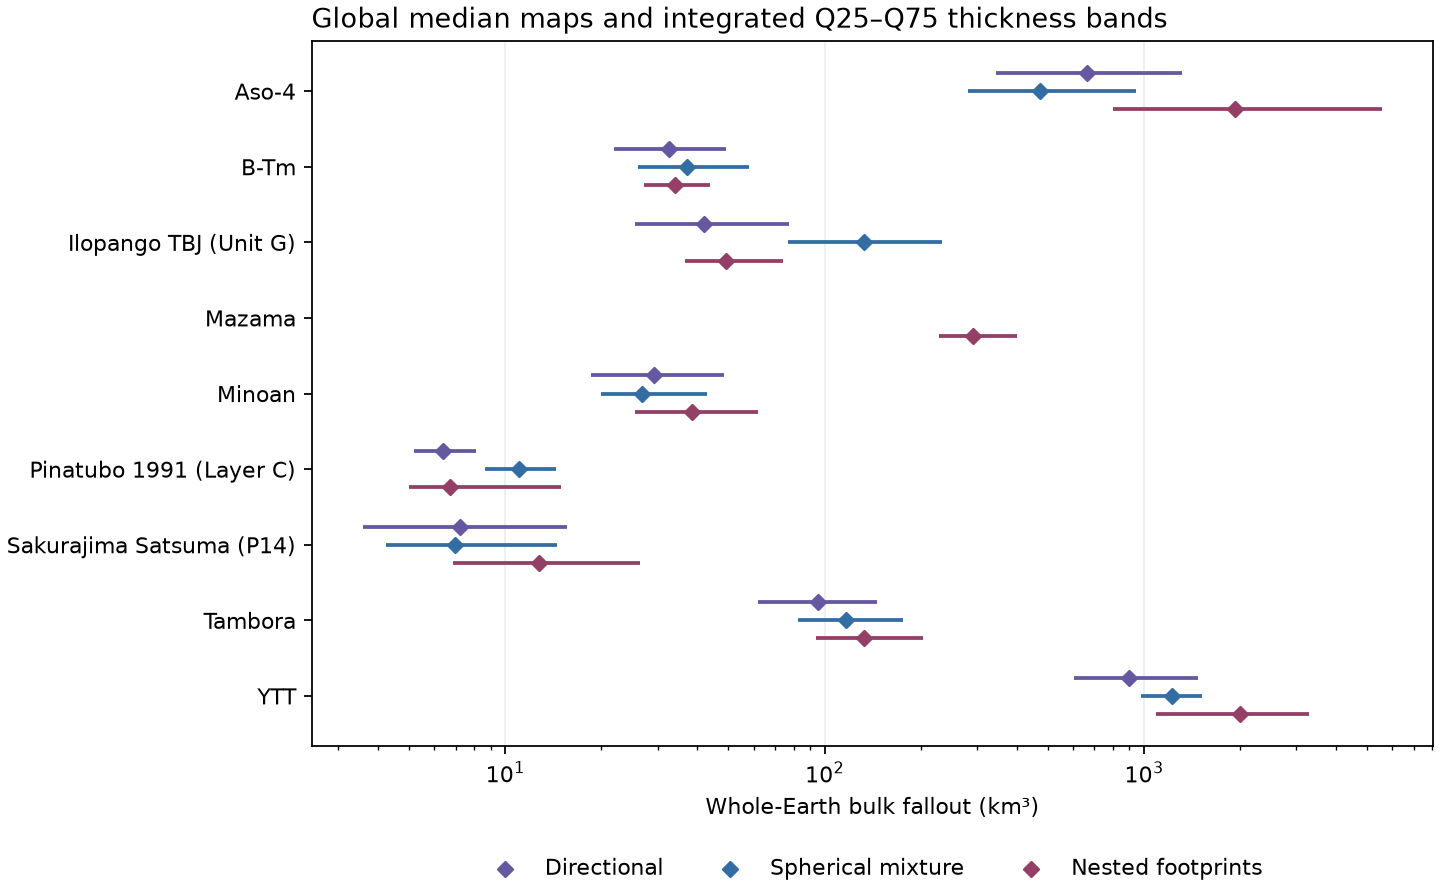 Global median maps and integrated Q25–Q75 thickness bands
Aso-4
B-Tm
Ilopango TBJ (Unit G)
Mazama
Minoan
Pinatubo 1991 (Layer C)
Sakurajima Satsuma (P14)
Tambora
YTT
10¹ 10² 10³
Whole-Earth bulk fallout (km³)
Directional Spherical mixture Nested footprints